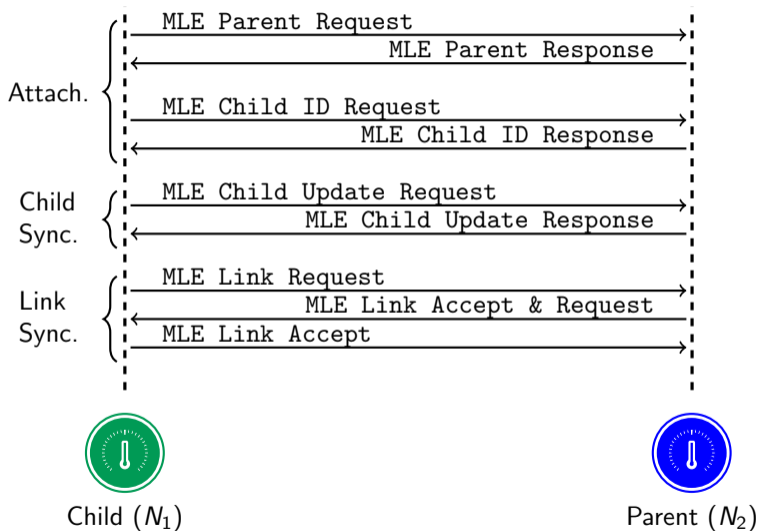 MLE Parent Request
MLE Parent Response
Attach.
MLE Child ID Request
MLE Child ID Response
Child
Sync.
MLE Child Update Request
MLE Child Update Response
Link
Sync.
MLE Link Request
MLE Link Accept & Request
MLE Link Accept
Child (N₁)
Parent (N₂)